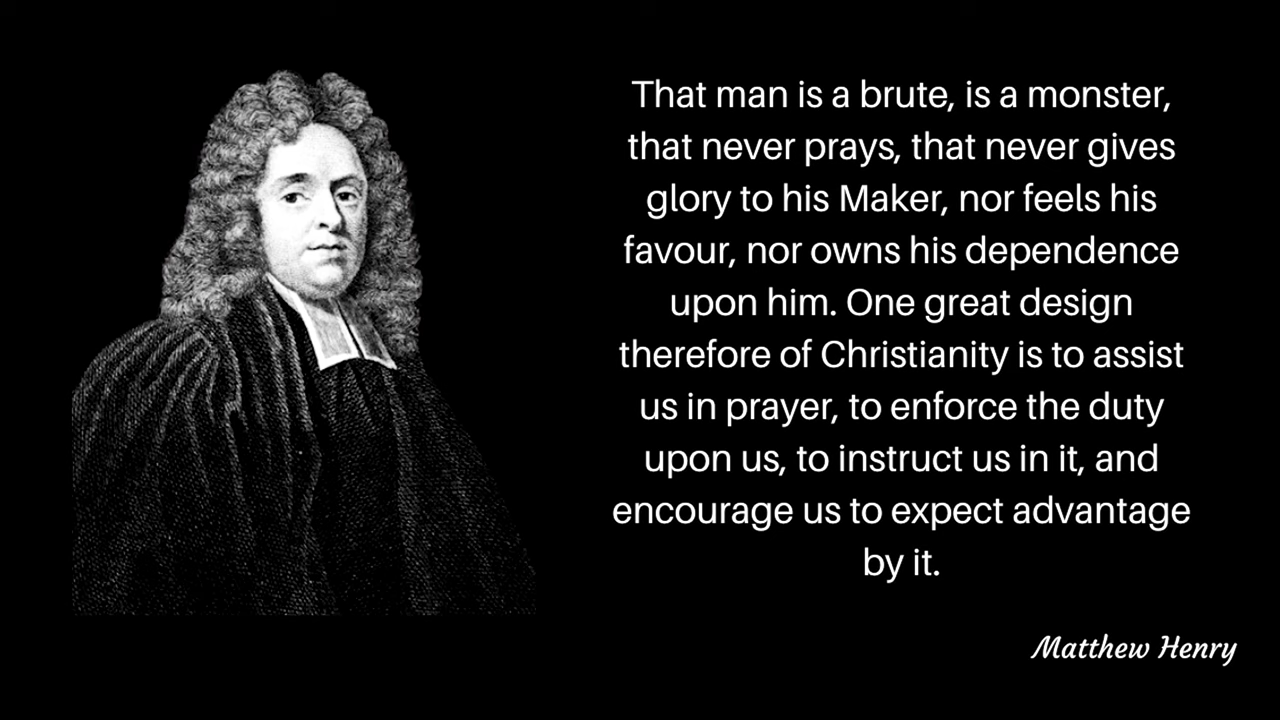 That man is a brute, is a monster,
that never prays, that never gives
glory to his Maker, nor feels his
favour, nor owns his dependence
upon him. One great design
therefore of Christianity is to assist
us in prayer, to enforce the duty
upon us, to instruct us in it, and
encourage us to expect advantage
by it.
Matthew Henry